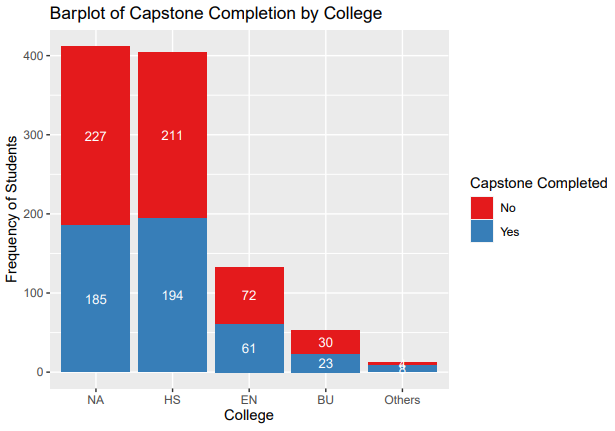 Barplot of Capstone Completion by College
Frequency of Students
400
300
200
100
0
227
211
185
194
72
61
30
23
NA
HS
EN
BU
Others
College
Capstone Completed
No
Yes